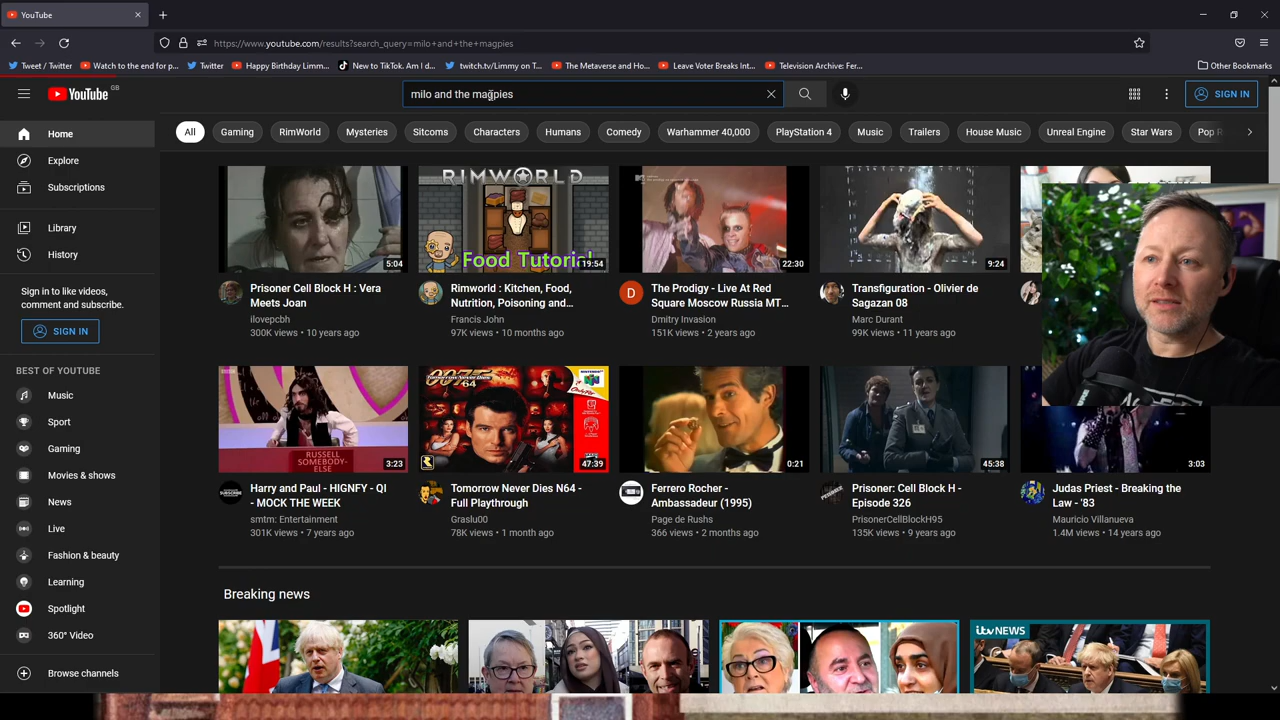 YouTube
https://www.youtube.com/results?search_query=milo+and+the+magpies
Tweet / Twitter
Watch to the end for p...
Twitter
Happy Birthday Limm...
New to TikTok. Am I d...
twitch.tv/Limmy on T...
The Metaverse and Ho...
Leave Voter Breaks Int...
Television Archive: Fer...
Other Bookmarks
YouTube GB
milo and the magpies
SIGN IN
All
Gaming
RimWorld
Mysteries
Sitcoms
Characters
Humans
Comedy
Warhammer 40,000
PlayStation 4
Music
Trailers
House Music
Unreal Engine
Star Wars
Pop R
Home
Explore
Subscriptions
Library
History
Sign in to like videos,
comment and subscribe.
SIGN IN
BEST OF YOUTUBE
Music
Sport
Gaming
Movies & shows
News
Live
Fashion & beauty
Learning
Spotlight
360° Video
Browse channels
5:04
Prisoner Cell Block H : Vera
Meets Joan
ilovepcbh
300K views • 10 years ago
RIMWORLD
Food Tutorial
19:54
Rimworld : Kitchen, Food,
Nutrition, Poisoning and...
Francis John
97K views • 10 months ago
22:30
D
The Prodigy - Live At Red
Square Moscow Russia MT...
Dmitry Invasion
151K views • 2 years ago
9:24
Transfiguration - Olivier de
Sagazan 08
Marc Durant
99K views • 11 years ago
RUSSELL
SOMEBODY-
ELSE
3:23
Harry and Paul - HIGNFY - QI
- MOCK THE WEEK
smtm: Entertainment
301K views • 7 years ago
007
TOMORROW NEVER DIES
64
NINTENDO
47:39
Tomorrow Never Dies N64 -
Full Playthrough
Graslu00
78K views • 1 month ago
0:21
Ferrero Rocher -
Ambassador (1995)
Page de Rushs
366 views • 2 months ago
45:38
Prisoner: Cell Block H -
Episode 326
PrisonerCellBlockH95
135K views • 9 years ago
3:03
Judas Priest - Breaking the
Law - '83
Mauricio Villanueva
1.4M views • 14 years ago
Breaking news
itv NEWS